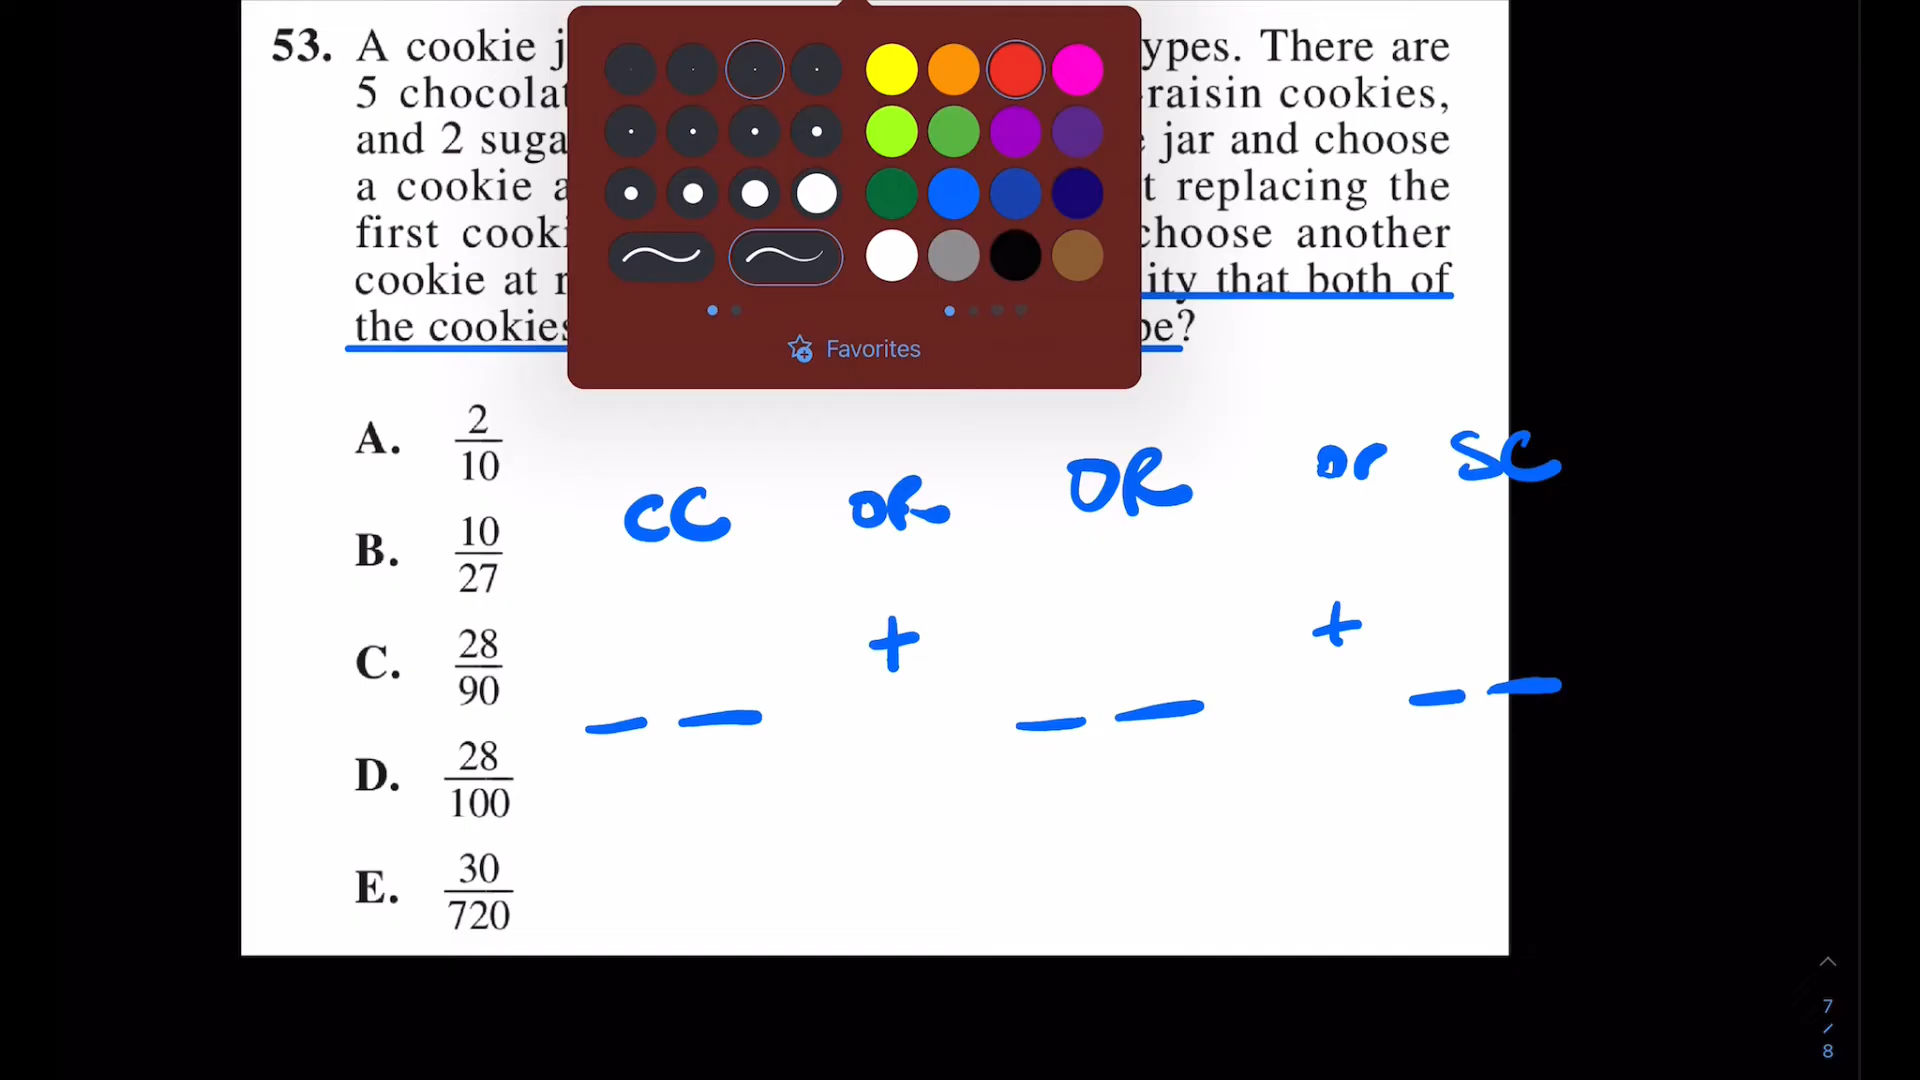 53. A cookie j ypes. There are
5 chocolat raisin cookies,
and 2 suga jar and choose
a cookie a t replacing the
first cooki choose another
cookie at r ity that both of
the cookies pe?
Favorites
A. 2/10
B. 10/27
C. 28/90
D. 28/100
E. 30/720
CC OR OR or SC
+ +
7
/
8